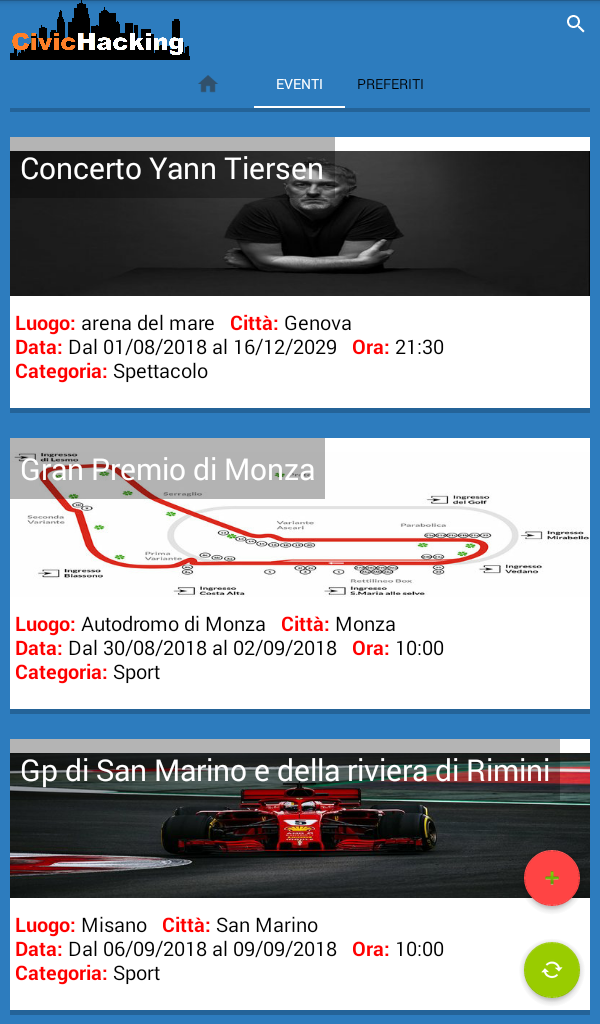 CivicHacking
EVENTI PREFERITI
Concerto Yann Tiersen
Luogo: arena del mare Città: Genova
Data: Dal 01/08/2018 al 16/12/2029 Ora: 21:30
Categoria: Spettacolo
Ingresso
di Lesmo
Gran Premio di Monza
Serraglio
Ingresso
dei Golf
Seconda
Variante
Variante
Ascari
Parabolica
Ingresso
Mirabello
Prima
Variante
Ingresso
Biassono
Ingresso
Vedano
Rettilineo Box
Ingresso
Costa Alta
Ingresso
S.Maria alle selve
Luogo: Autodromo di Monza Città: Monza
Data: Dal 30/08/2018 al 02/09/2018 Ora: 10:00
Categoria: Sport
Gp di San Marino e della riviera di Rimini
5
Luogo: Misano Città: San Marino
Data: Dal 06/09/2018 al 09/09/2018 Ora: 10:00
Categoria: Sport
+